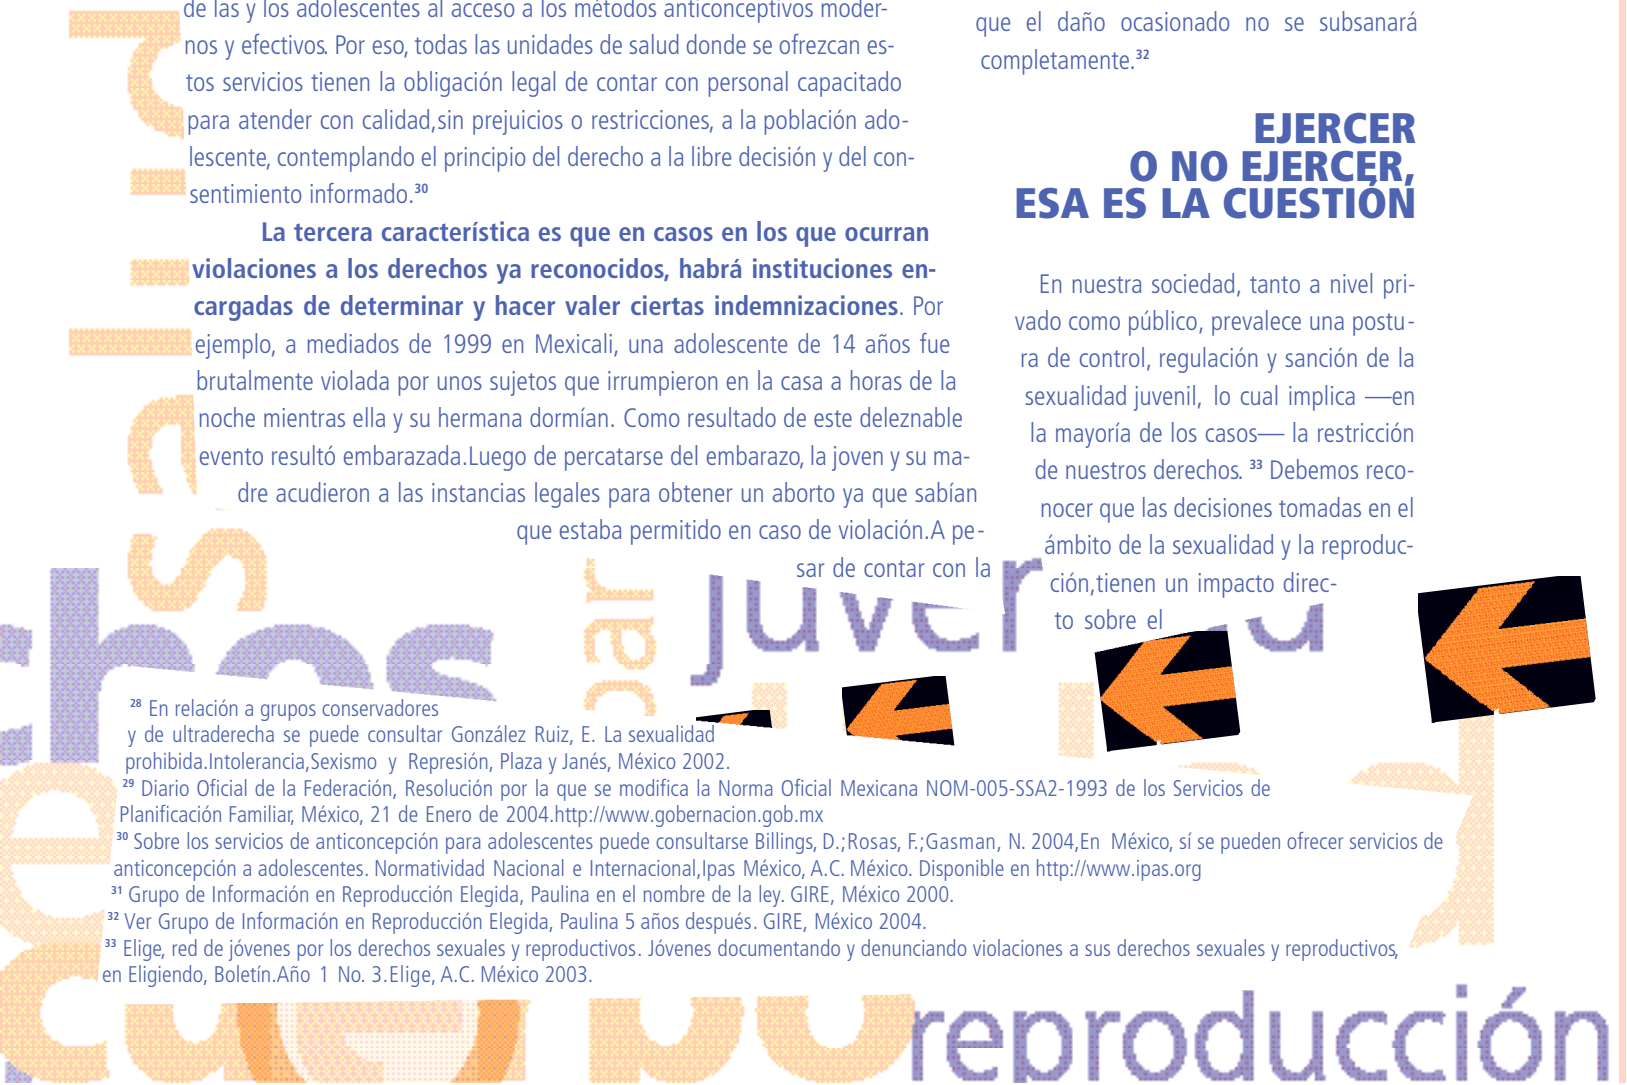 de las y los adolescentes al acceso a los métodos anticonceptivos moder-
nos y efectivos. Por eso, todas las unidades de salud donde se ofrezcan es-
tos servicios tienen la obligación legal de contar con personal capacitado
para atender con calidad,sin prejuicios o restricciones, a la población ado-
lescente, contemplando el principio del derecho a la libre decisión y del con-
sentimiento informado.30
La tercera característica es que en casos en los que ocurran
violaciones a los derechos ya reconocidos, habrá instituciones en-
cargadas de determinar y hacer valer ciertas indemnizaciones. Por
ejemplo, a mediados de 1999 en Mexicali, una adolescente de 14 años fue
brutalmente violada por unos sujetos que irrumpieron en la casa a horas de la
noche mientras ella y su hermana dormían. Como resultado de este deleznable
evento resultó embarazada.Luego de percatarse del embarazo, la joven y su ma-
dre acudieron a las instancias legales para obtener un aborto ya que sabían
que estaba permitido en caso de violación.A pe-
sar de contar con la
que el daño ocasionado no se subsanará
completamente.32
EJERCER
O NO EJERCER,
ESA ES LA CUESTIÓN
En nuestra sociedad, tanto a nivel pri-
vado como público, prevalece una postu-
ra de control, regulación y sanción de la
sexualidad juvenil, lo cual implica —en
la mayoría de los casos— la restricción
de nuestros derechos. 33 Debemos reco-
nocer que las decisiones tomadas en el
ámbito de la sexualidad y la reproduc-
ción,tienen un impacto direc-
to sobre el
28 En relación a grupos conservadores
y de ultraderecha se puede consultar González Ruiz, E. La sexualidad
prohibida.Intolerancia,Sexismo y Represión, Plaza y Janés, México 2002.
29 Diario Oficial de la Federación, Resolución por la que se modifica la Norma Oficial Mexicana NOM-005-SSA2-1993 de los Servicios de
Planificación Familiar, México, 21 de Enero de 2004.http://www.gobernacion.gob.mx
30 Sobre los servicios de anticoncepción para adolescentes puede consultarse Billings, D.;Rosas, F.;Gasman, N. 2004,En México, sí se pueden ofrecer servicios de
anticoncepción a adolescentes. Normatividad Nacional e Internacional,Ipas México, A.C. México. Disponible en http://www.ipas.org
31 Grupo de Información en Reproducción Elegida, Paulina en el nombre de la ley. GIRE, México 2000.
32 Ver Grupo de Información en Reproducción Elegida, Paulina 5 años después. GIRE, México 2004.
33 Elige, red de jóvenes por los derechos sexuales y reproductivos. Jóvenes documentando y denunciando violaciones a sus derechos sexuales y reproductivos,
en Eligiendo, Boletín.Año 1 No. 3.Elige, A.C. México 2003.
reproducción